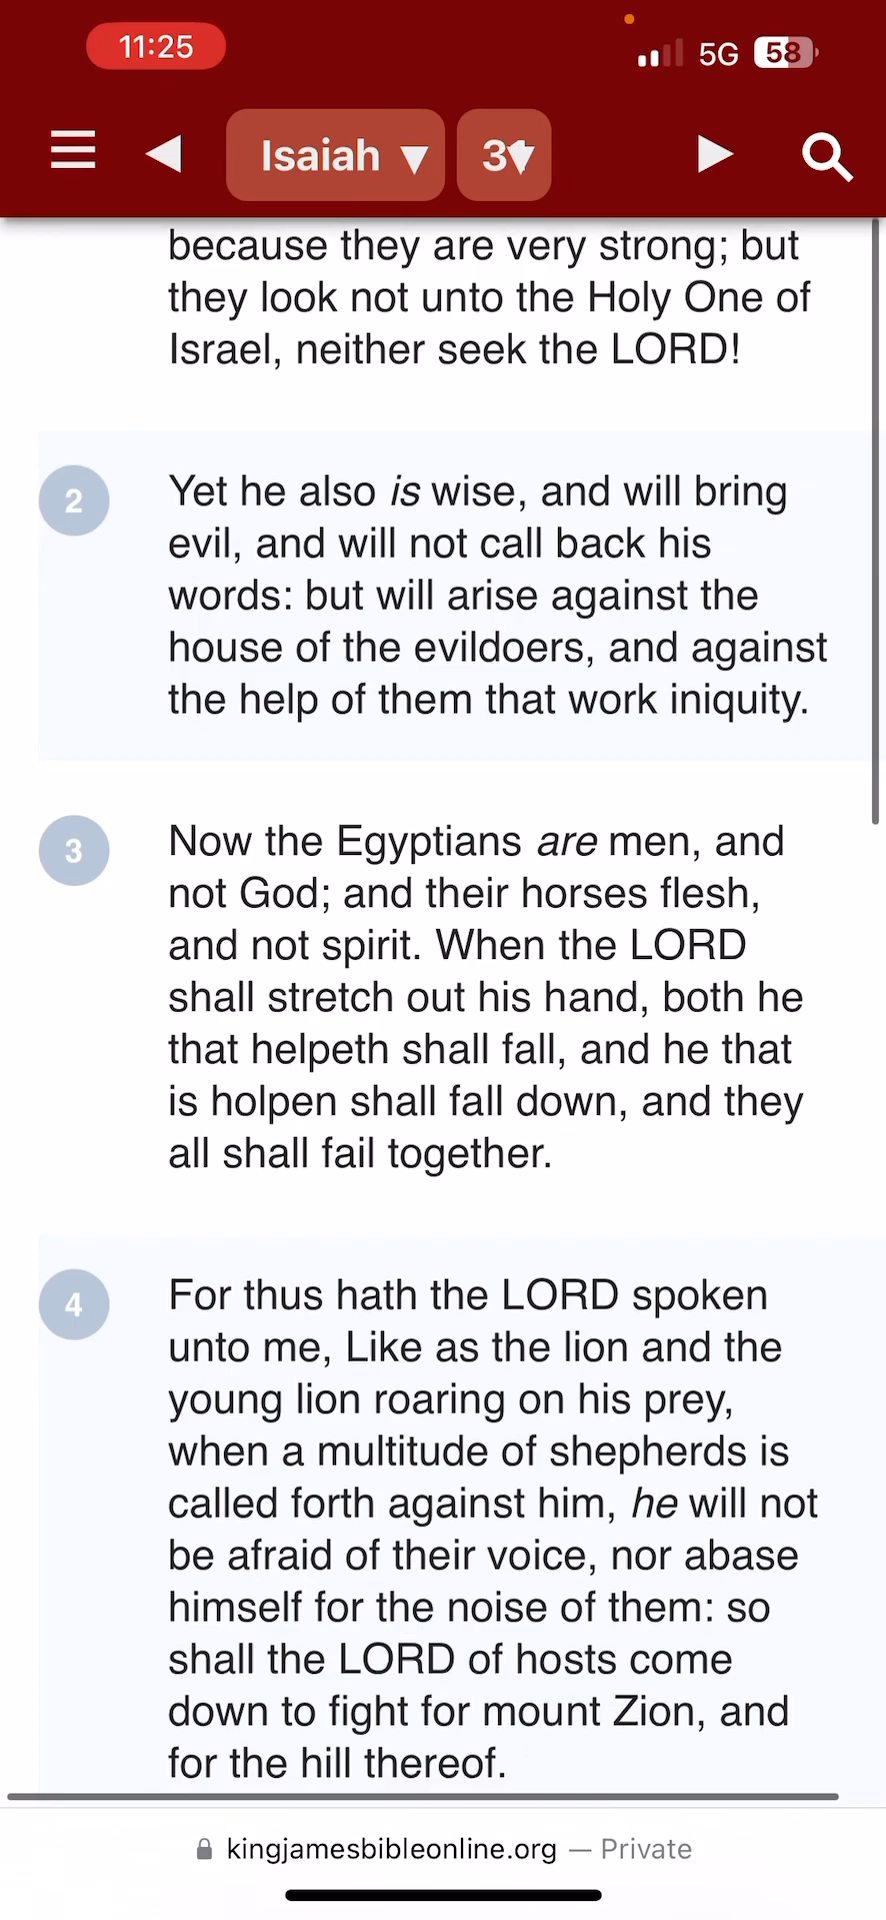 11:25
5G 58
Isaiah ▼ 31▼
because they are very strong; but
they look not unto the Holy One of
Israel, neither seek the LORD!
2
Yet he also is wise, and will bring
evil, and will not call back his
words: but will arise against the
house of the evildoers, and against
the help of them that work iniquity.
3
Now the Egyptians are men, and
not God; and their horses flesh,
and not spirit. When the LORD
shall stretch out his hand, both he
that helpeth shall fall, and he that
is holpen shall fall down, and they
all shall fail together.
4
For thus hath the LORD spoken
unto me, Like as the lion and the
young lion roaring on his prey,
when a multitude of shepherds is
called forth against him, he will not
be afraid of their voice, nor abase
himself for the noise of them: so
shall the LORD of hosts come
down to fight for mount Zion, and
for the hill thereof.
kingjamesbibleonline.org — Private